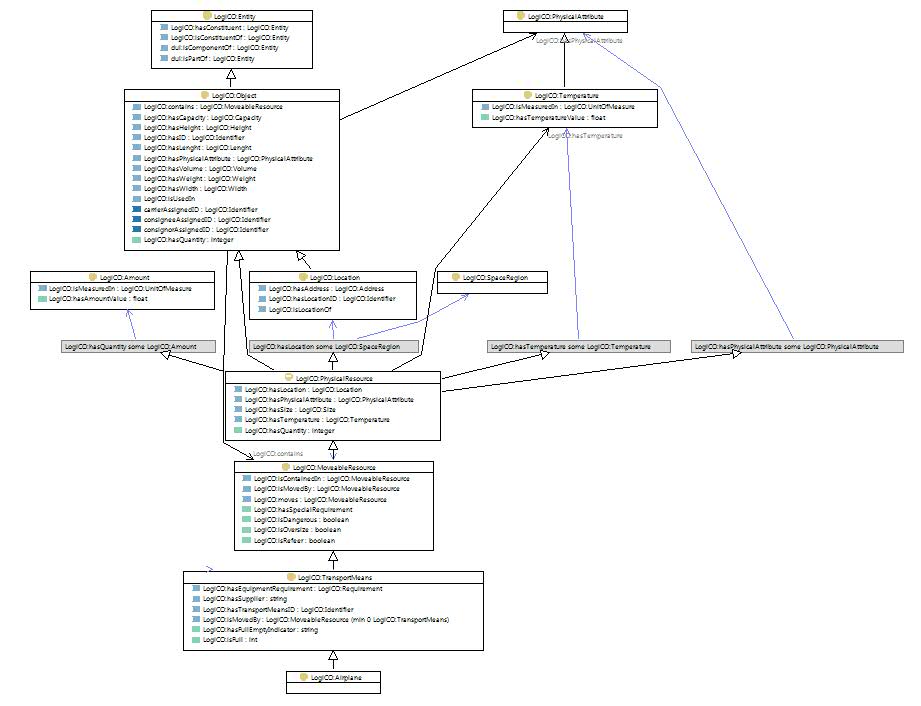 LogiCO:Entity
LogiCO:hasConstituent : LogiCO:Entity
LogiCO:isConstituentOf : LogiCO:Entity
dul:isComponentOf : LogiCO:Entity
dul:isPartOf : LogiCO:Entity
LogiCO:PhysicalAttribute
LogiCO:hasPhysicalAttribute
LogiCO:Object
LogiCO:contains : LogiCO:MoveableResource
LogiCO:hasCapacity : LogiCO:Capacity
LogiCO:hasHeight : LogiCO:Height
LogiCO:hasID : LogiCO:Identifier
LogiCO:hasLenght : LogiCO:Lenght
LogiCO:hasPhysicalAttribute : LogiCO:PhysicalAttribute
LogiCO:hasVolume : LogiCO:Volume
LogiCO:hasWeight : LogiCO:Weight
LogiCO:hasWidth : LogiCO:Width
LogiCO:isUsedIn
carrierAssignedID : LogiCO:Identifier
consigneeAssignedID : LogiCO:Identifier
consignorAssignedID : LogiCO:Identifier
LogiCO:hasQuantity : integer
LogiCO:Temperature
LogiCO:isMeasuredIn : LogiCO:UnitOfMeasure
LogiCO:hasTemperatureValue : float
LogiCO:hasTemperature
LogiCO:Amount
LogiCO:isMeasuredIn : LogiCO:UnitOfMeasure
LogiCO:hasAmountValue : float
LogiCO:Location
LogiCO:hasAddress : LogiCO:Address
LogiCO:hasLocationID : LogiCO:Identifier
LogiCO:isLocationOf
LogiCO:SpaceRegion
LogiCO:hasQuantity some LogiCO:Amount
LogiCO:hasLocation some LogiCO:SpaceRegion
LogiCO:hasTemperature some LogiCO:Temperature
LogiCO:hasPhysicalAttribute some LogiCO:PhysicalAttribute
LogiCO:PhysicalResource
LogiCO:hasLocation : LogiCO:Location
LogiCO:hasPhysicalAttribute : LogiCO:PhysicalAttribute
LogiCO:hasSize : LogiCO:Size
LogiCO:hasTemperature : LogiCO:Temperature
LogiCO:hasQuantity : integer
LogiCO:contains
LogiCO:MoveableResource
LogiCO:isContainedIn : LogiCO:MoveableResource
LogiCO:isMovedBy : LogiCO:MoveableResource
LogiCO:moves : LogiCO:MoveableResource
LogiCO:hasSpecialRequirement
LogiCO:isDangerous : boolean
LogiCO:isOversize : boolean
LogiCO:isRefeer : boolean
LogiCO:TransportMeans
LogiCO:hasEquipmentRequirement : LogiCO:Requirement
LogiCO:hasSupplier : string
LogiCO:hasTransportMeansID : LogiCO:Identifier
LogiCO:isMovedBy : LogiCO:MoveableResource (min 0 LogiCO:TransportMeans)
LogiCO:hasFullEmptyIndicator : string
LogiCO:isFull : int
LogiCO:Airplane